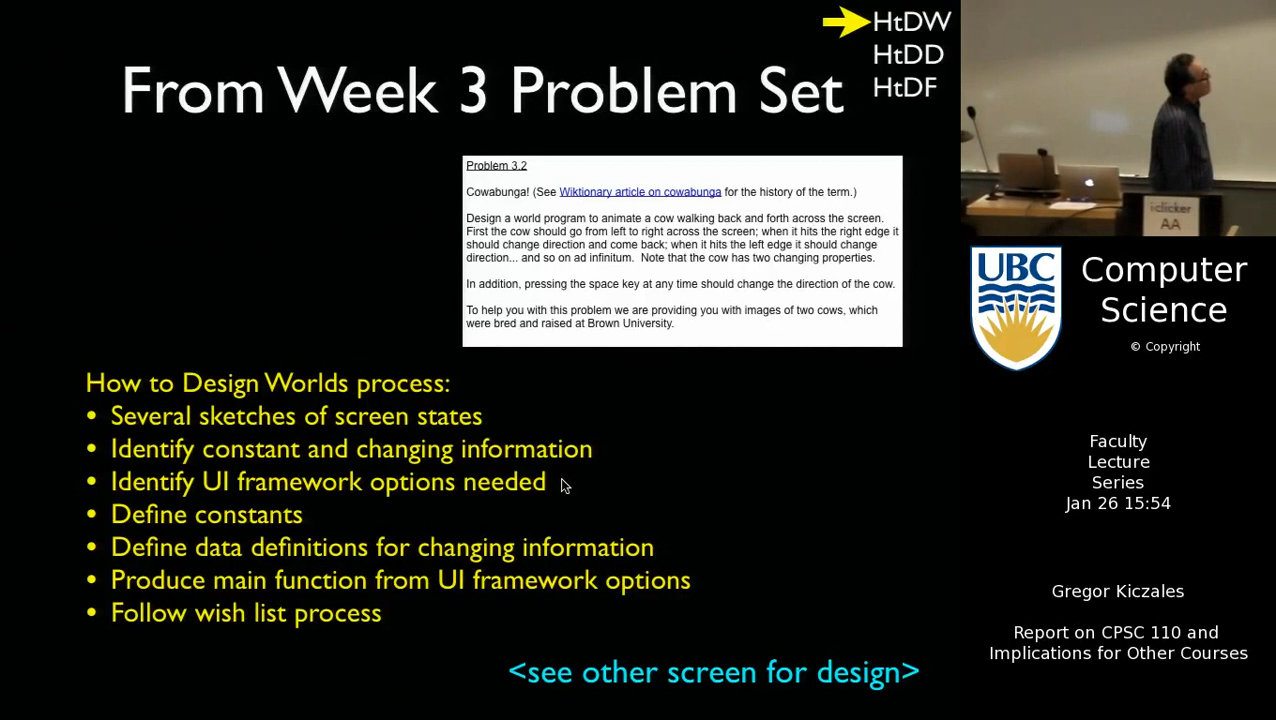 HtDW
HtDD
HtDF
From Week 3 Problem Set
Problem 3.2
Cowabunga! (See Wiktionary article on cowabunga for the history of the term.)
Design a world program to animate a cow walking back and forth across the screen.
First the cow should go from left to right across the screen; when it hits the right edge it
should change direction and come back; when it hits the left edge it should change
direction... and so on ad infinitum. Note that the cow has two changing properties.
In addition, pressing the space key at any time should change the direction of the cow.
To help you with this problem we are providing you with images of two cows, which
were bred and raised at Brown University.
How to Design Worlds process:
• Several sketches of screen states
• Identify constant and changing information
• Identify UI framework options needed
• Define constants
• Define data definitions for changing information
• Produce main function from UI framework options
• Follow wish list process
<see other screen for design>
i clicker
AA
UBC
Computer
Science
© Copyright
Faculty
Lecture
Series
Jan 26 15:54
Gregor Kiczales
Report on CPSC 110 and
Implications for Other Courses